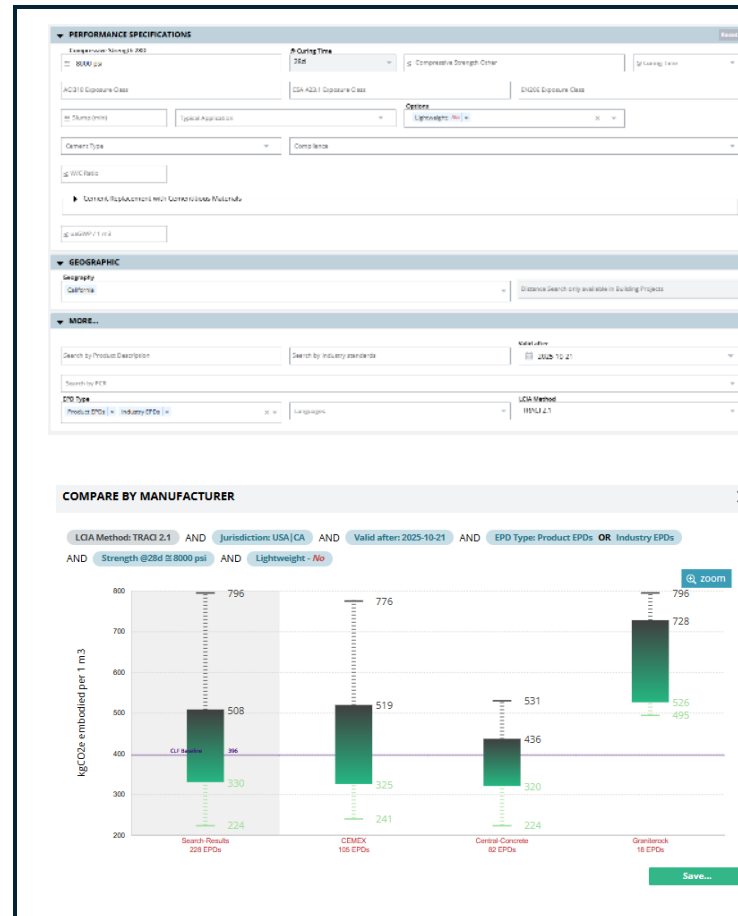 PERFORMANCE SPECIFICATIONS
Reset
Compressive Strength 28d
8000 psi
@ Curing Time
28d
≤ Compressive Strength Other
@ Curing Time
ACI318 Exposure Class
CSA A23.1 Exposure Class
EN206 Exposure Class
Slump (min)
Typical Application
Options
Lightweight - No
Cement Type
Compliance
≤ W/C Ratio
Cement Replacement with Cementitious Materials
GEOGRAPHIC
Geography
California
Distance Search only available in Building Projects
MORE...
Search by Product Description
Search by Industry standards
Valid after
2025-10-21
Search by PCR
EPD Type
Product EPDs
Industry EPDs
Languages
LCIA Method
TRACI 2.1
COMPARE BY MANUFACTURER
LCIA Method: TRACI 2.1 AND Jurisdiction: USA|CA AND Valid after: 2025-10-21 AND EPD Type: Product EPDs OR Industry EPDs
AND Strength @28d ≅ 8000 psi AND Lightweight - No
zoom
kgCO2e embodied per 1 m3
800
700
600
500
400
300
200
796
508
CLF Baseline 396
330
224
776
519
325
241
531
436
320
224
796
728
526
495
Search Results
228 EPDs
CEMEX
105 EPDs
Central Concrete
82 EPDs
Graniterock
18 EPDs
Save...